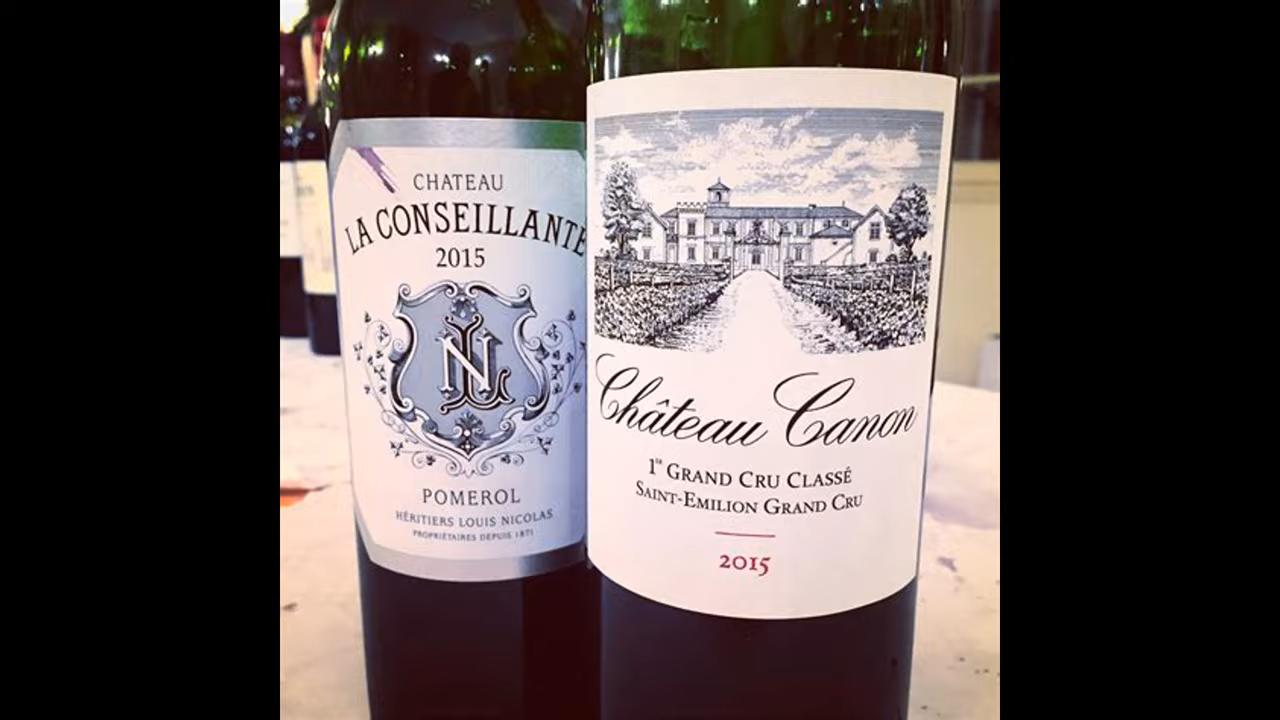 CHATEAU
LA CONSEILLANTE
2015
NL
POMEROL
HÉRITIERS LOUIS NICOLAS
PROPRIÉTAIRES DEPUIS 1871
Château Canon
1er GRAND CRU CLASSÉ
SAINT-EMILION GRAND CRU
2015